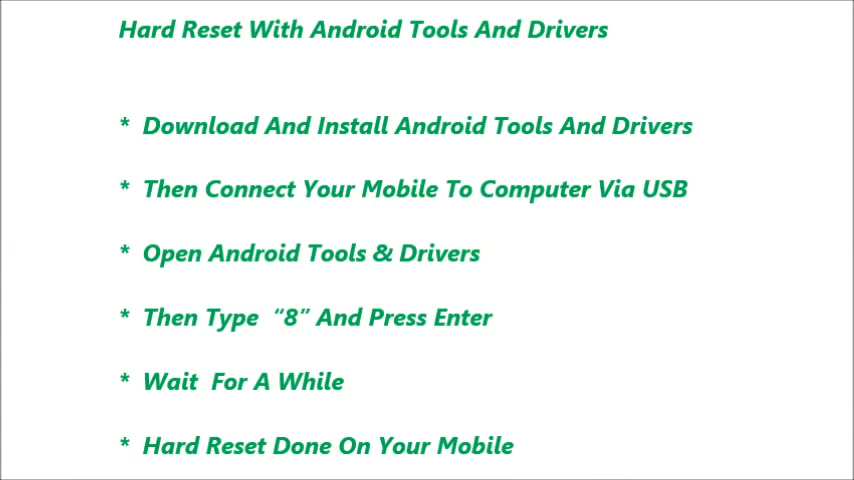 Hard Reset With Android Tools And Drivers
* Download And Install Android Tools And Drivers
* Then Connect Your Mobile To Computer Via USB
* Open Android Tools & Drivers
* Then Type “8” And Press Enter
* Wait For A While
* Hard Reset Done On Your Mobile